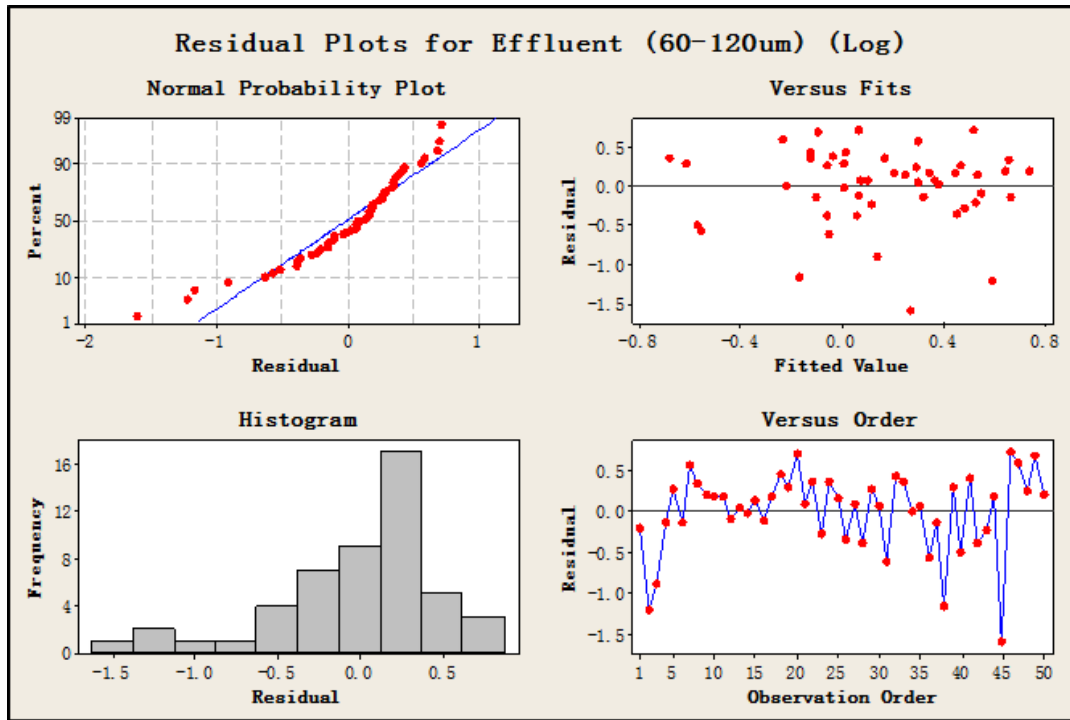 Residual Plots for Effluent (60-120um) (Log)
Normal Probability Plot
99
90
50
10
1
Percent
-2 -1 0 1
Residual
Versus Fits
0.5
0.0
-0.5
-1.0
-1.5
Residual
-0.8 -0.4 0.0 0.4 0.8
Fitted Value
Histogram
16
12
8
4
0
Frequency
-1.5 -1.0 -0.5 0.0 0.5
Residual
Versus Order
0.5
0.0
-0.5
-1.0
-1.5
Residual
1 5 10 15 20 25 30 35 40 45 50
Observation Order